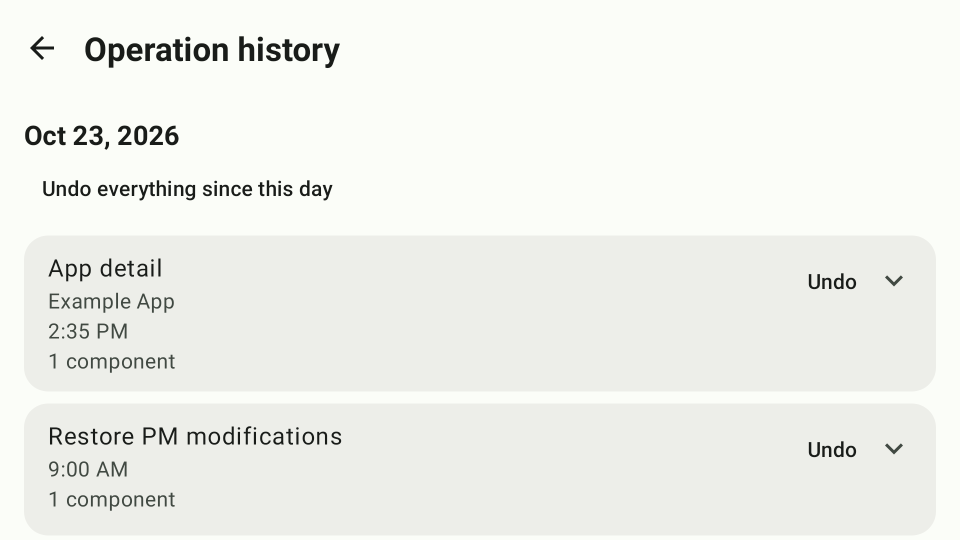 Operation history
Oct 23, 2026
Undo everything since this day
App detail
Example App
2:35 PM
1 component
Undo
Restore PM modifications
9:00 AM
1 component
Undo